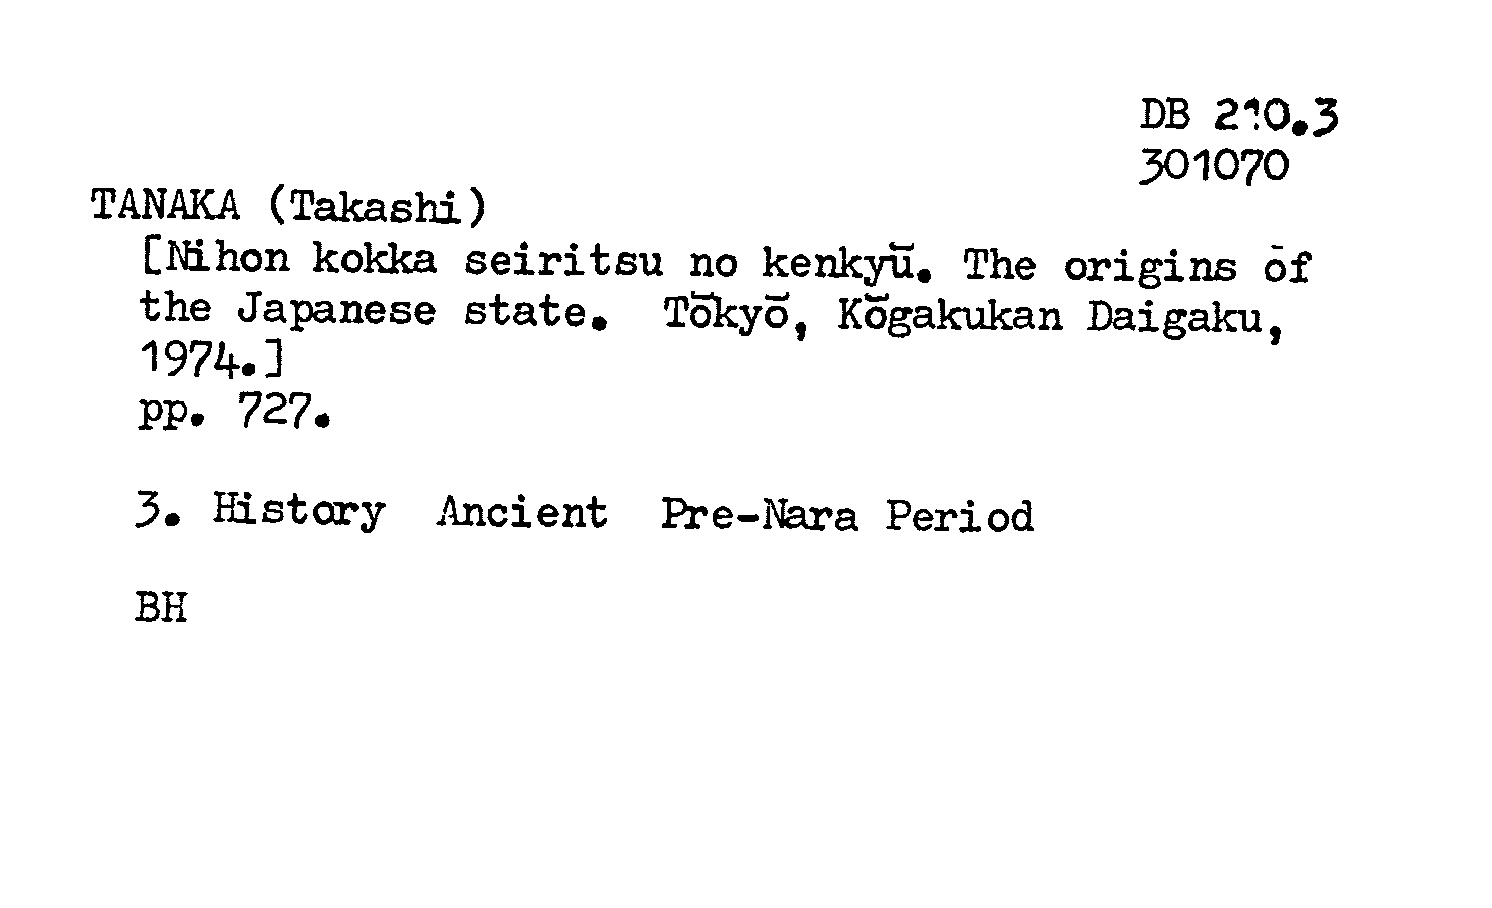 DB 210.3
301070
TANAKA (Takashi)
[Nihon kokka seiritsu no kenkyū. The origins ōf
the Japanese state. Tōkyō, Kōgakukan Daigaku,
1974.]
pp. 727.
3. History Ancient Pre-Nara Period
BH